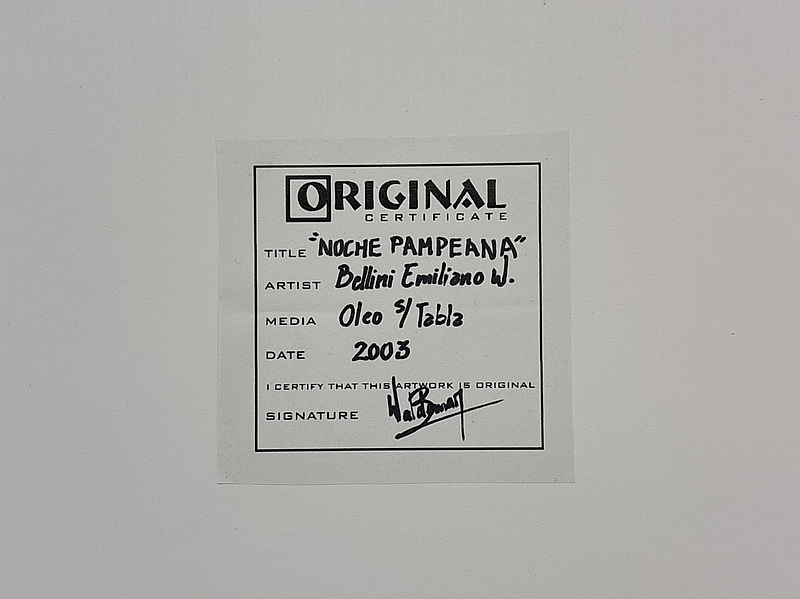 ORIGINAL
CERTIFICATE
TITLE "NOCHE PAMPEANA"
ARTIST Bellini Emiliano W.
MEDIA Oleo s/ Tabla
DATE 2003
I CERTIFY THAT THIS ARTWORK IS ORIGINAL
SIGNATURE